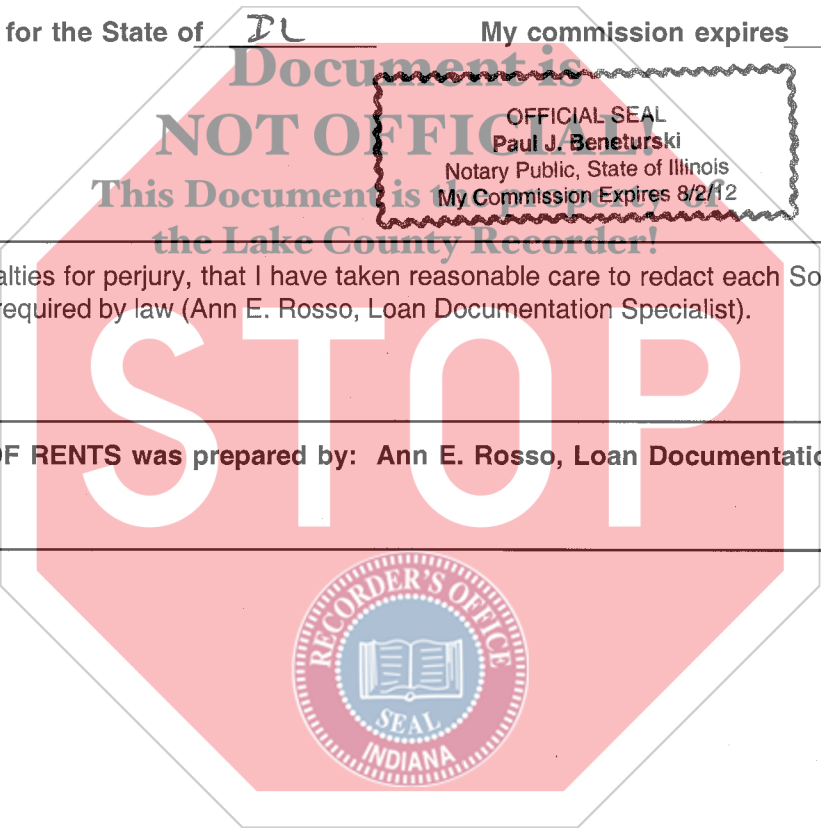 for the State of IL My commission expires
Document is
NOT OFFICIAL!
This Document is the property of
the Lake County Recorder!
OFFICIAL SEAL
Paul J. Beneturski
Notary Public, State of Illinois
My Commission Expires 8/2/12
alties for perjury, that I have taken reasonable care to redact each So
required by law (Ann E. Rosso, Loan Documentation Specialist).
STOP
OF RENTS was prepared by: Ann E. Rosso, Loan Documentatio
RECORDER'S OFFICE
SEAL
INDIANA